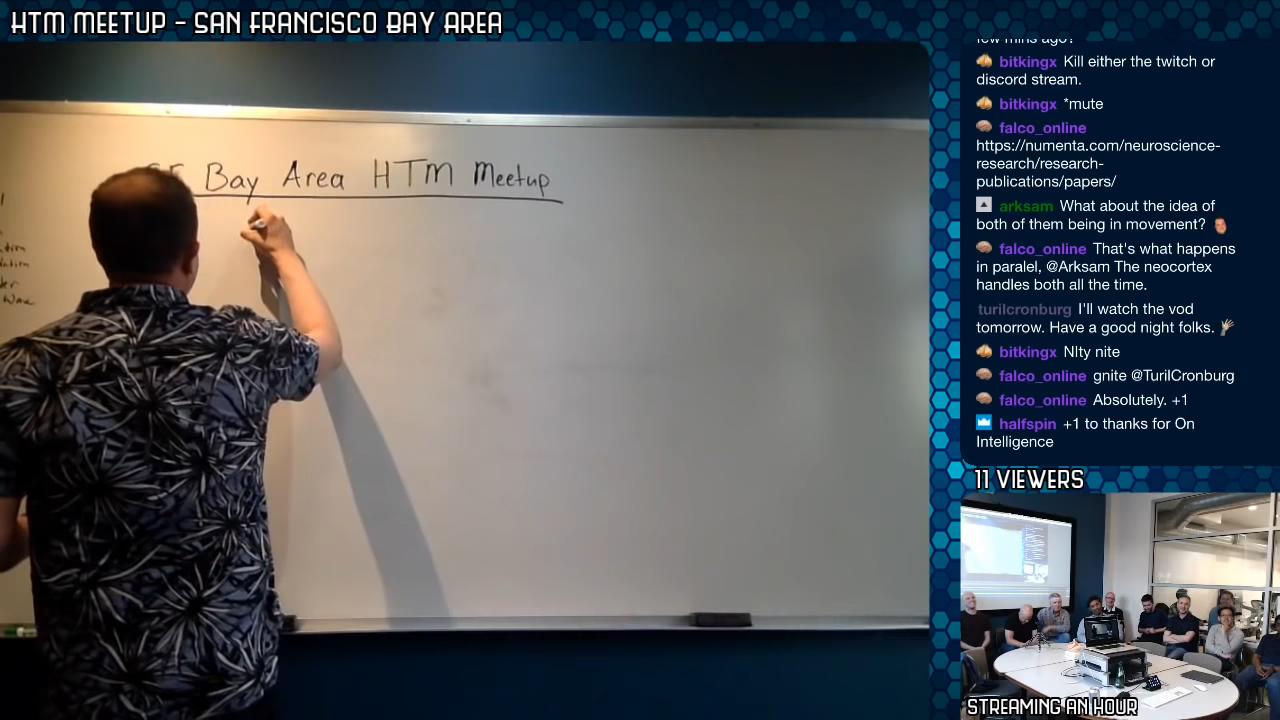 HTM MEETUP - SAN FRANCISCO BAY AREA
Bay Area HTM Meetup
few mins ago?
bitkingx Kill either the twitch or
discord stream.
bitkingx *mute
falco_online
https://numenta.com/neuroscience-
research/research-
publications/papers/
arksam What about the idea of
both of them being in movement?
falco_online That's what happens
in paralel, @Arksam The neocortex
handles both all the time.
turilcronburg I'll watch the vod
tomorrow. Have a good night folks.
bitkingx NIty nite
falco_online gnite @TurilCronburg
falco_online Absolutely. +1
halfspin +1 to thanks for On
Intelligence
11 VIEWERS
STREAMING AN HOUR